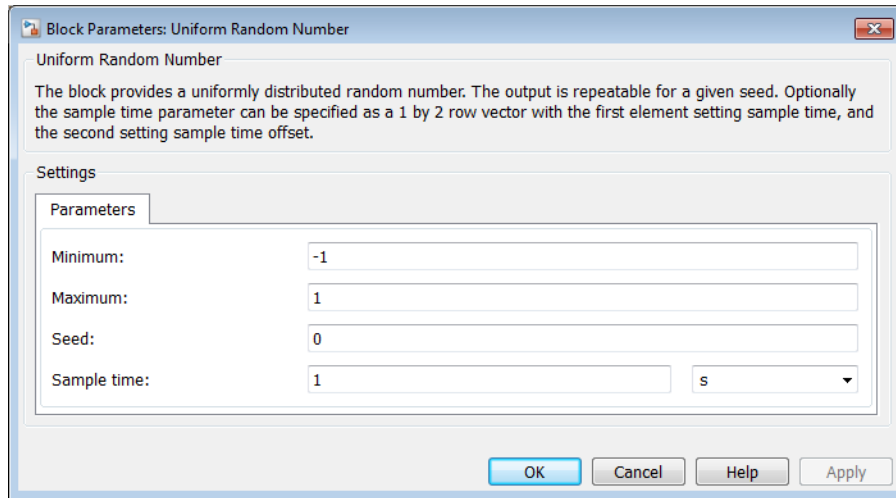 Block Parameters: Uniform Random Number
Uniform Random Number
The block provides a uniformly distributed random number. The output is repeatable for a given seed. Optionally
the sample time parameter can be specified as a 1 by 2 row vector with the first element setting sample time, and
the second setting sample time offset.
Settings
Parameters
Minimum: -1
Maximum: 1
Seed: 0
Sample time: 1 s
OK Cancel Help Apply